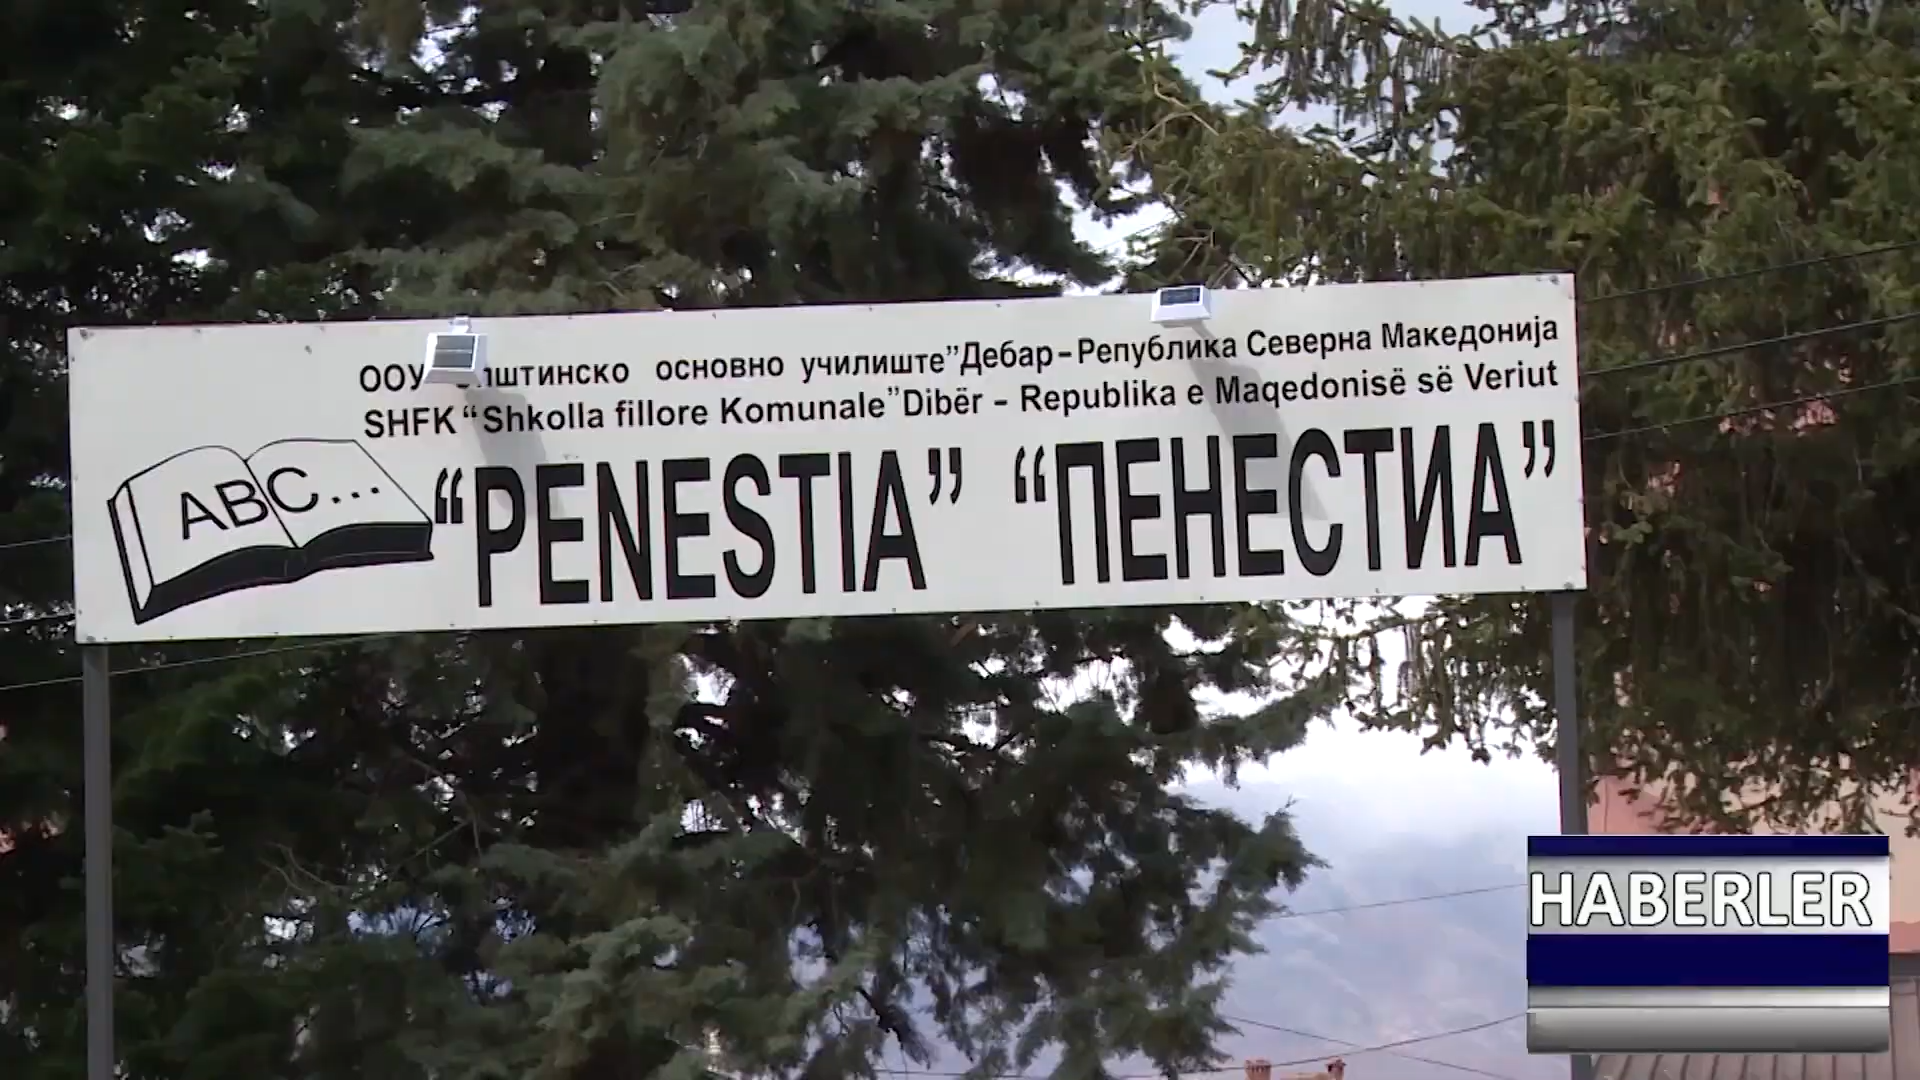 ООУ
основно училиште"Дебар-Република Северна Македонија
SHFK "Shkolla fillore Komunale"Dibër - Republika e Maqedonisë së Veriut
ABC...
"PENESTIA" "ПЕНЕСТИА"
HABERLER